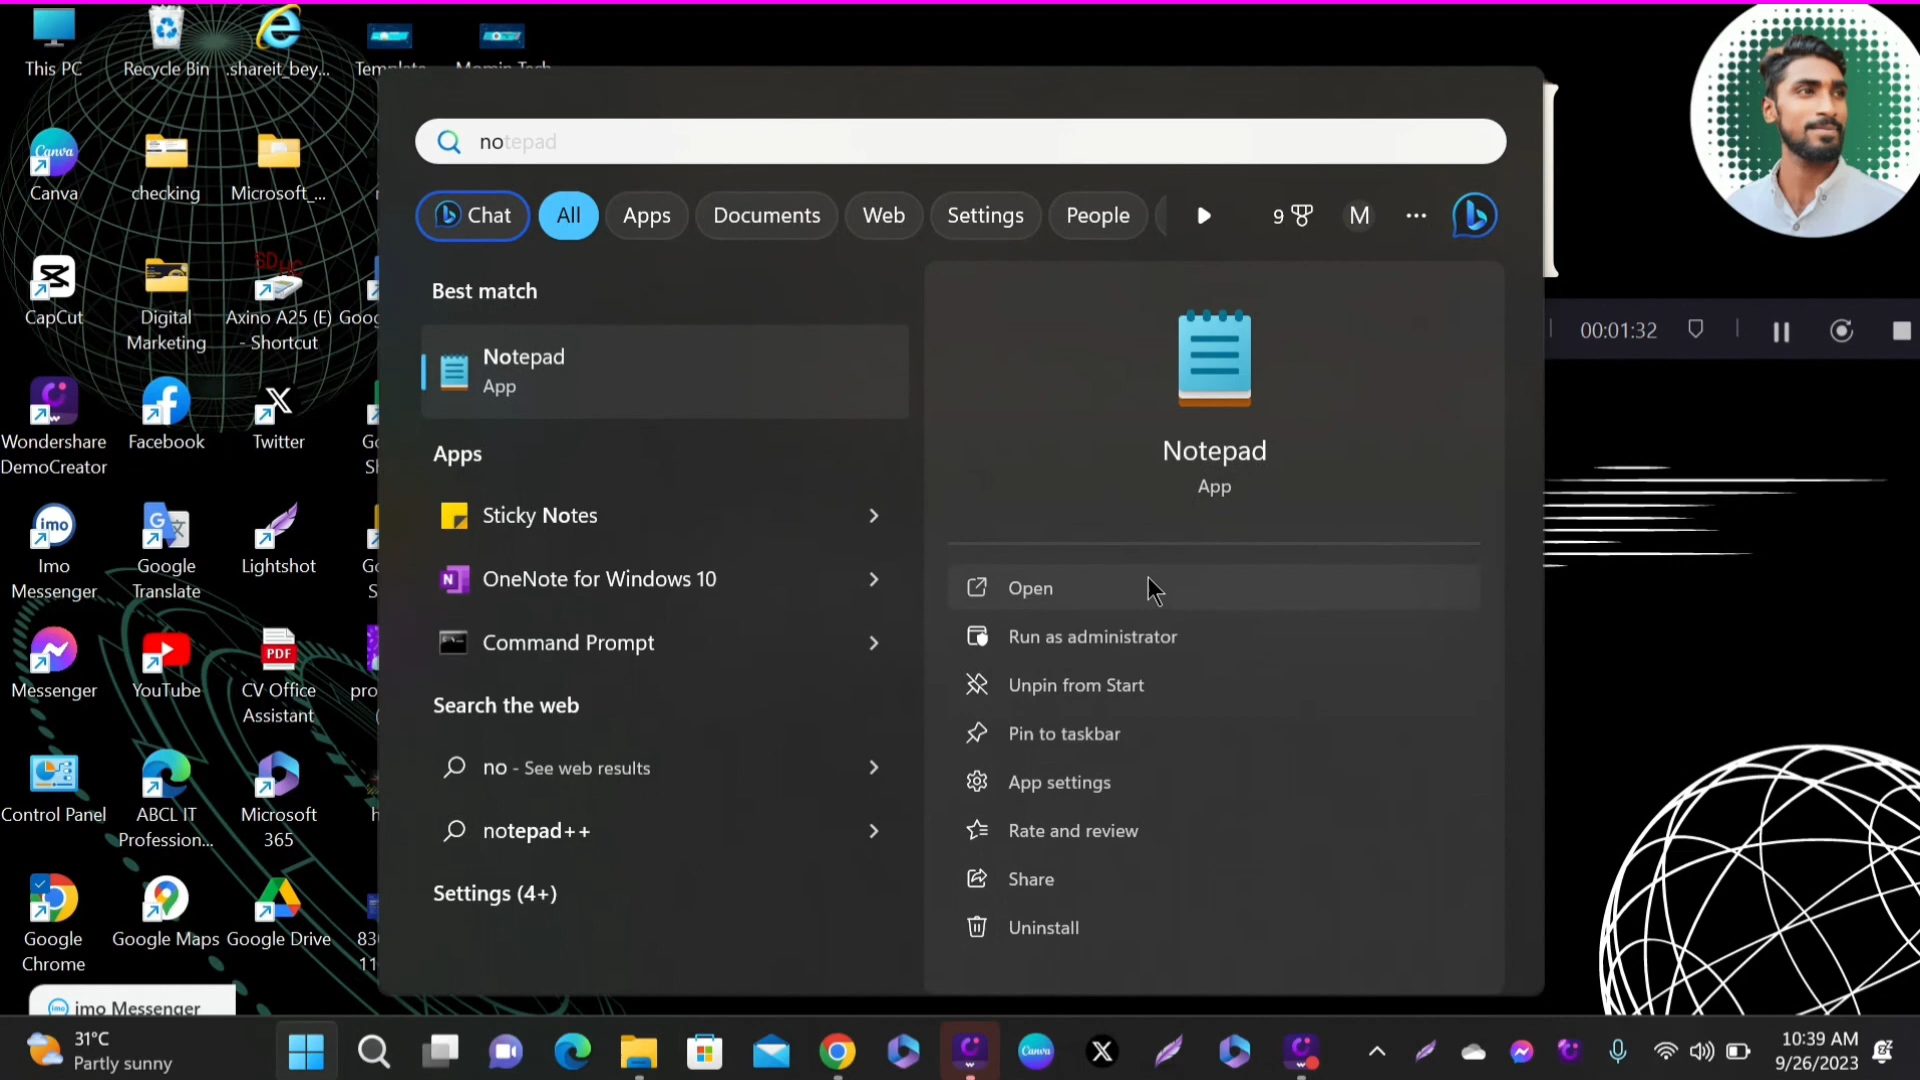 This PC
Recycle Bin
.shareit_bey...
Canva
checking
Microsoft_...
CapCut
Digital
Marketing
SDHC
Axino A25 (E)
- Shortcut
Wondershare
DemoCreator
Facebook
Twitter
imo
Imo
Messenger
Google
Translate
Lightshot
Messenger
YouTube
PDF
CV Office
Assistant
Control Panel
ABCL IT
Profession...
Microsoft
365
Google
Chrome
Google Maps
Google Drive
imo Messenger
notepad
Chat
All
Apps
Documents
Web
Settings
People
9
M
...
Best match
Notepad
App
Apps
Sticky Notes
OneNote for Windows 10
Command Prompt
Search the web
no - See web results
notepad++
Settings (4+)
Notepad
App
Open
Run as administrator
Unpin from Start
Pin to taskbar
App settings
Rate and review
Share
Uninstall
00:01:32
31°C
Partly sunny
Canva
10:39 AM
9/26/2023